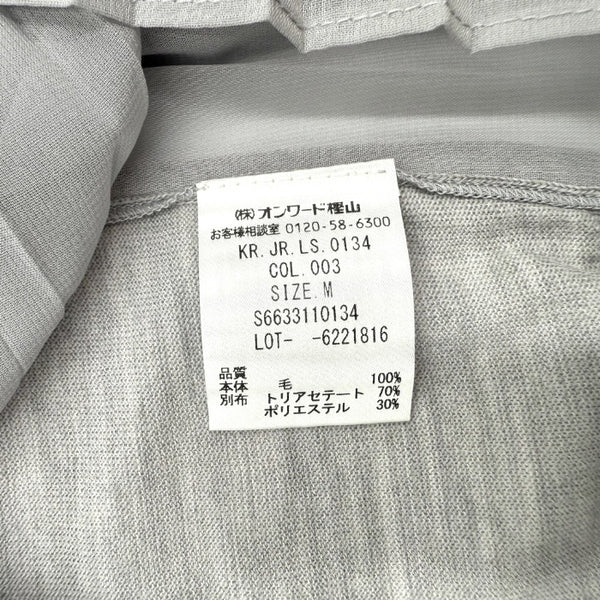 (株)オンワード樫山
お客様相談室 0120-58-6300
KR.JR.LS.0134
COL.003
SIZE.M
S6633110134
LOT- -6221816
品質
本体 毛 100%
別布 トリアセテート 70%
ポリエステル 30%